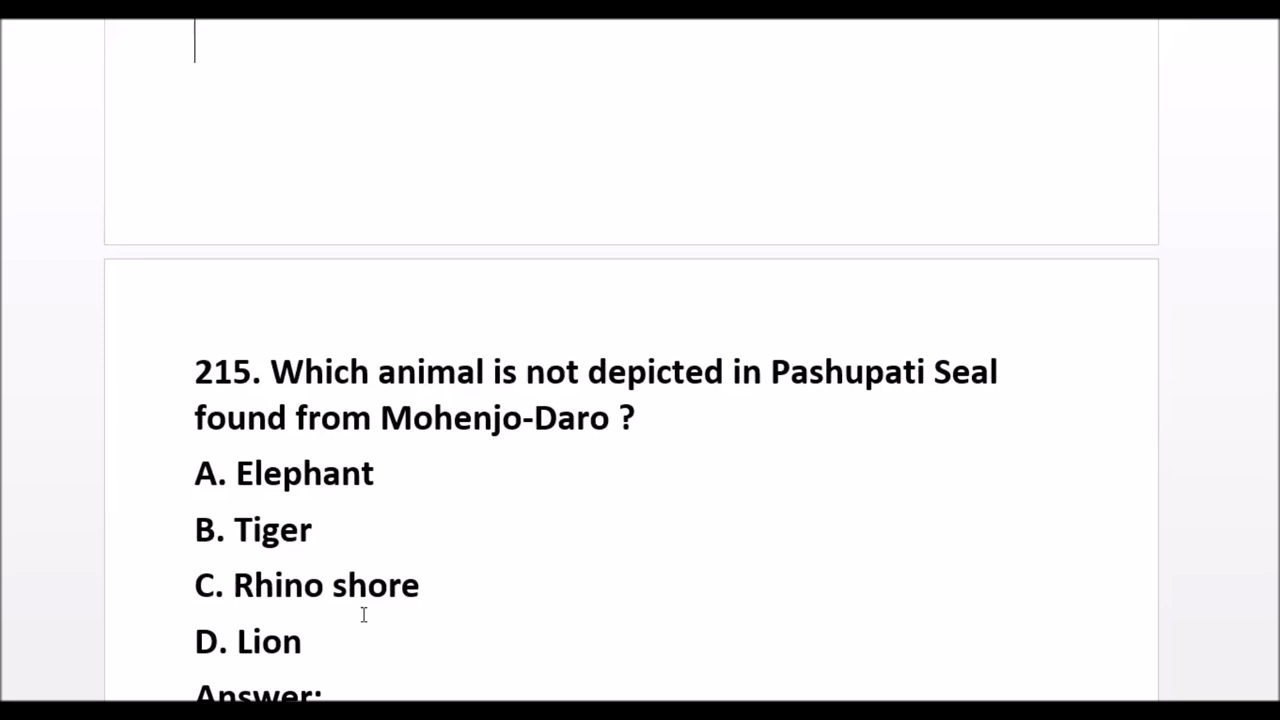 215. Which animal is not depicted in Pashupati Seal
found from Mohenjo-Daro ?
A. Elephant
B. Tiger
C. Rhino shore
D. Lion
Answer: